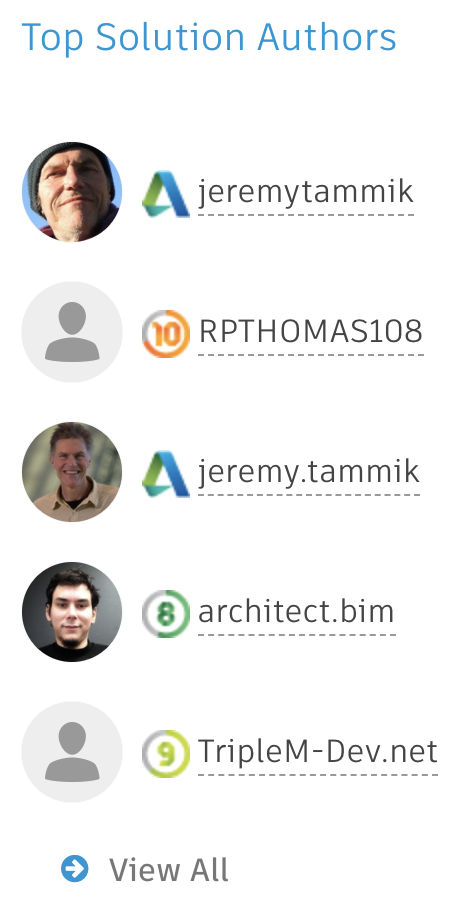 Top Solution Authors
jeremytammik
10 RPTHOMAS108
jeremy.tammik
8 architect.bim
9 TripleM-Dev.net
View All